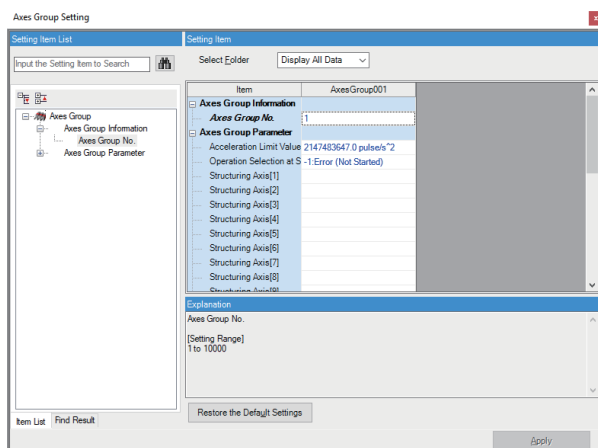 Axes Group Setting
x
Setting Item List
Input the Setting Item to Search
Axes Group
Axes Group Information
Axes Group No.
Axes Group Parameter
Item List
Find Result
Setting Item
Select Folder
Display All Data
Item
AxesGroup001
Axes Group Information
Axes Group No.
1
Axes Group Parameter
Acceleration Limit Value
2147483647.0 pulse/s^2
Operation Selection at S
-1:Error (Not Started)
Structuring Axis[1]
Structuring Axis[2]
Structuring Axis[3]
Structuring Axis[4]
Structuring Axis[5]
Structuring Axis[6]
Structuring Axis[7]
Structuring Axis[8]
Structuring Axis[9]
Explanation
Axes Group No.
[Setting Range]
1 to 10000
Restore the Default Settings
Apply